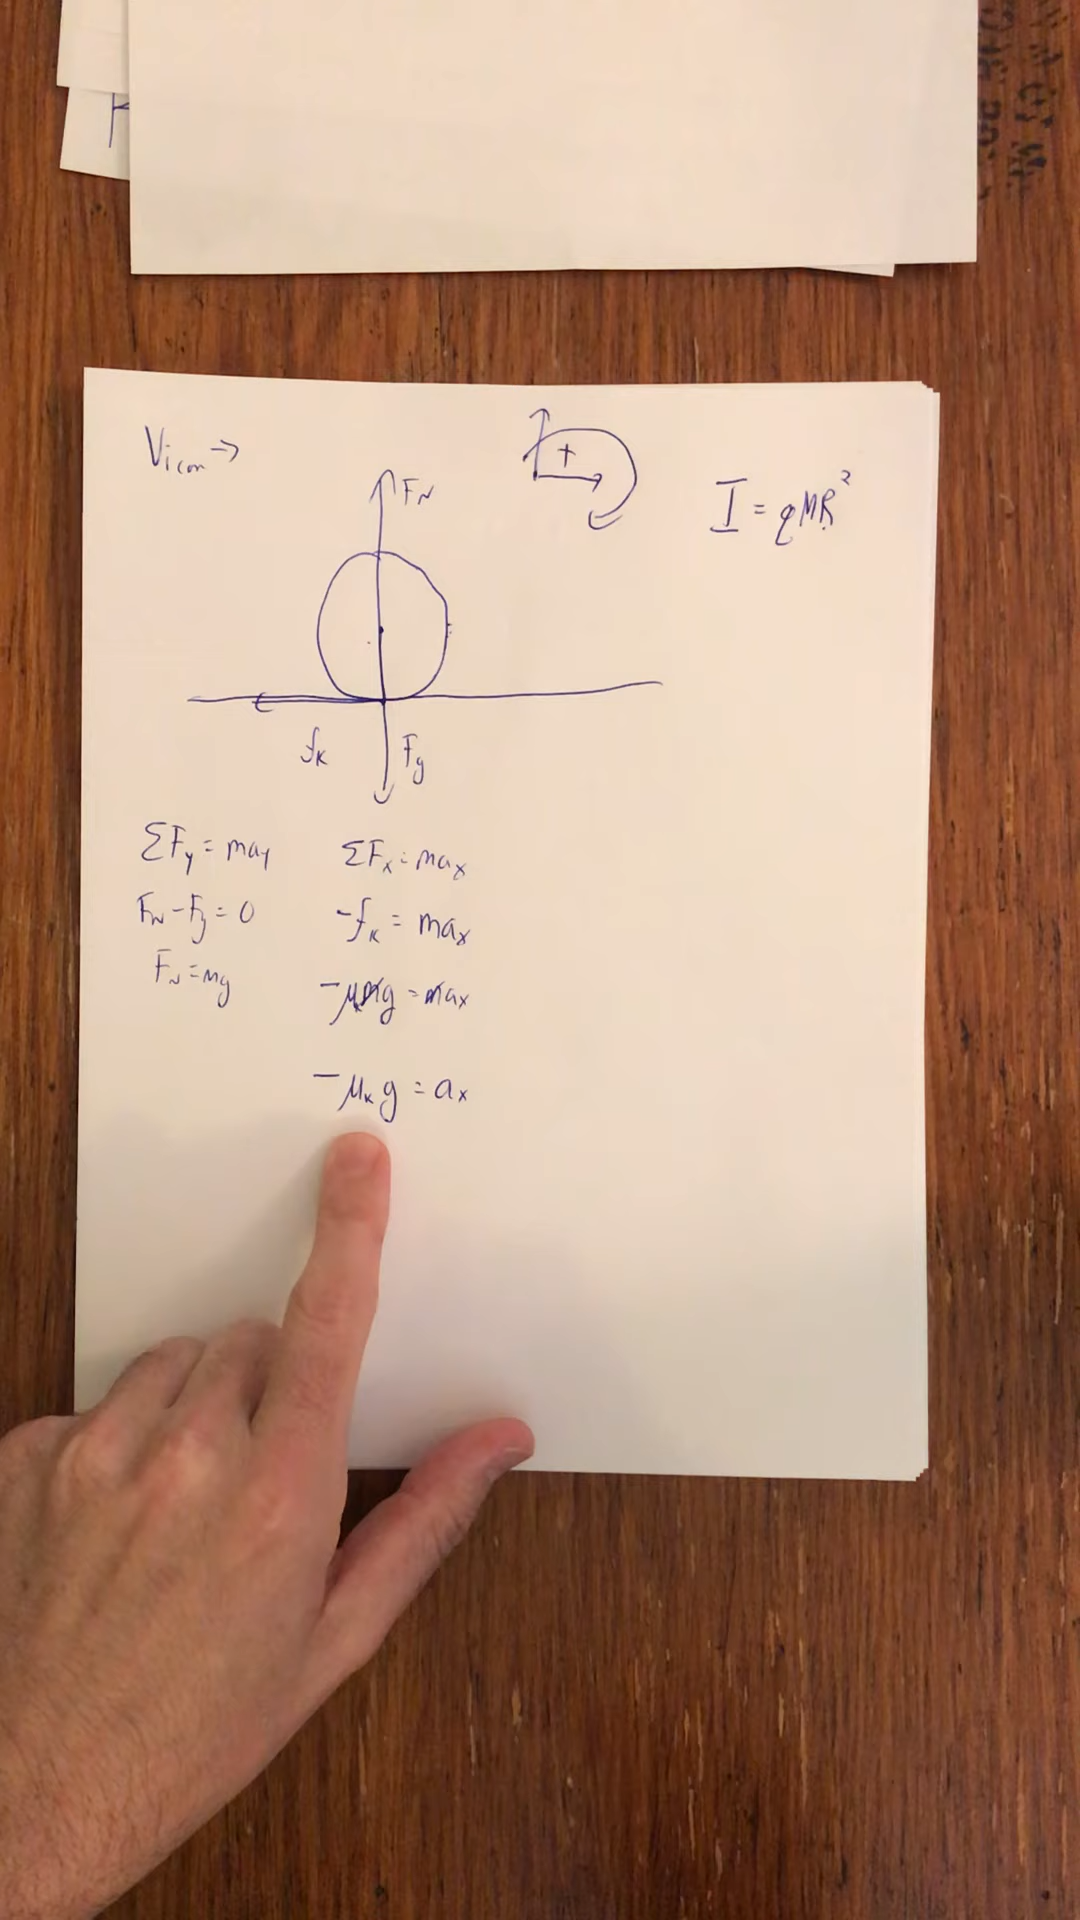 Vicom →
+
I = qMR²
F_N
f_k
F_g
ΣF_y = ma_y
ΣF_x = ma_x
F_N - F_g = 0
-f_k = ma_x
F_N = mg
-μ_k mg = ma_x
-μ_k g = a_x